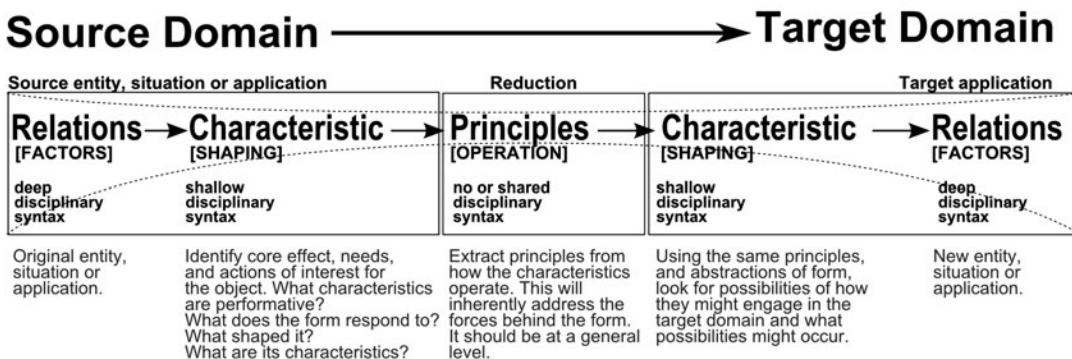 Source Domain
Target Domain
Source entity, situation or application
Reduction
Target application
Relations
[FACTORS]
deep
disciplinary
syntax
Original entity,
situation or
application.
Characteristic
[SHAPING]
shallow
disciplinary
syntax
Identify core effect, needs,
and actions of interest for
the object. What characteristics
are performative?
What does the form respond to?
What shaped it?
What are its characteristics?
Principles
[OPERATION]
no or shared
disciplinary
syntax
Extract principles from
how the characteristics
operate. This will
inherently address the
forces behind the form.
It should be at a general
level.
Characteristic
[SHAPING]
shallow
disciplinary
syntax
Using the same principles,
and abstractions of form,
look for possibilities of how
they might engage in the
target domain and what
possibilities might occur.
Relations
[FACTORS]
deep
disciplinary
syntax
New entity,
situation or
application.